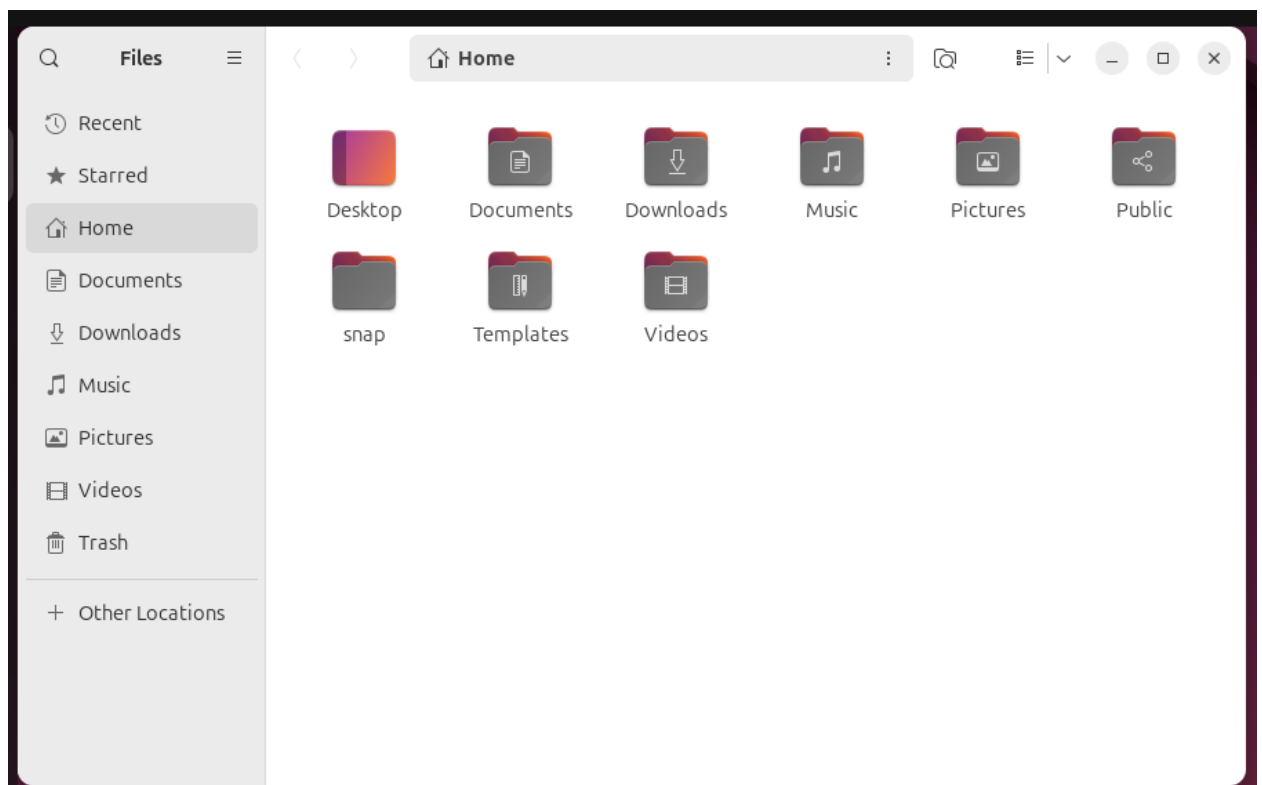 Files
Home
Recent
Starred
Home
Documents
Downloads
Music
Pictures
Videos
Trash
Other Locations
Desktop Documents Downloads Music Pictures Public
snap Templates Videos